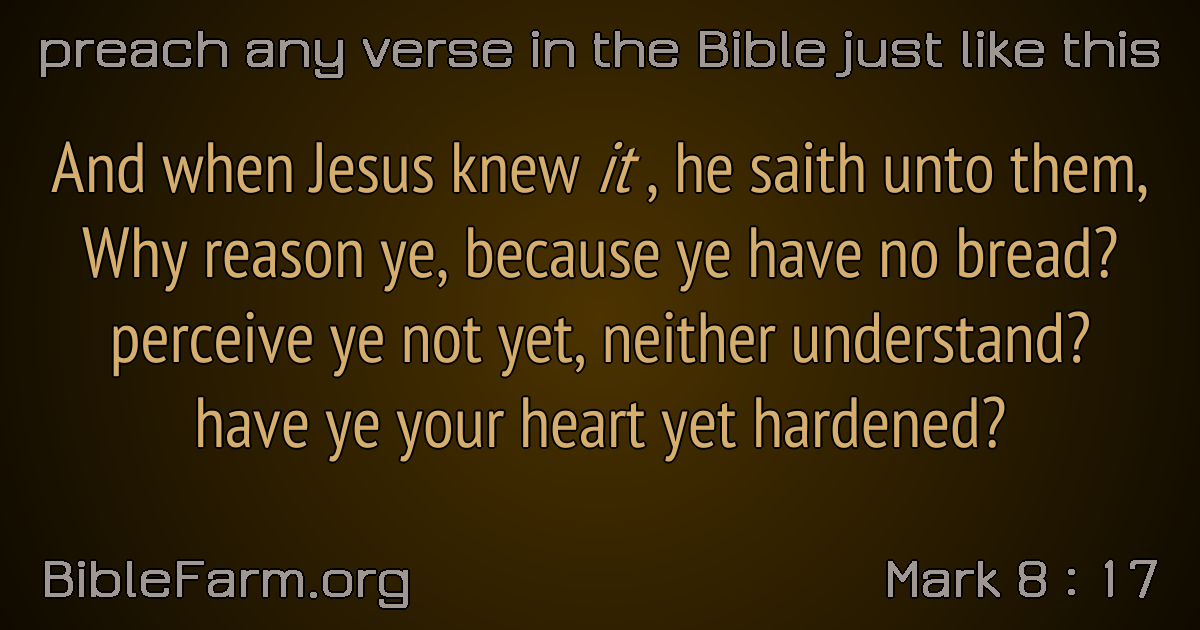 preach any verse in the Bible just like this
And when Jesus knew it , he saith unto them,
Why reason ye, because ye have no bread?
perceive ye not yet, neither understand?
have ye your heart yet hardened?
BibleFarm.org
Mark 8 : 17